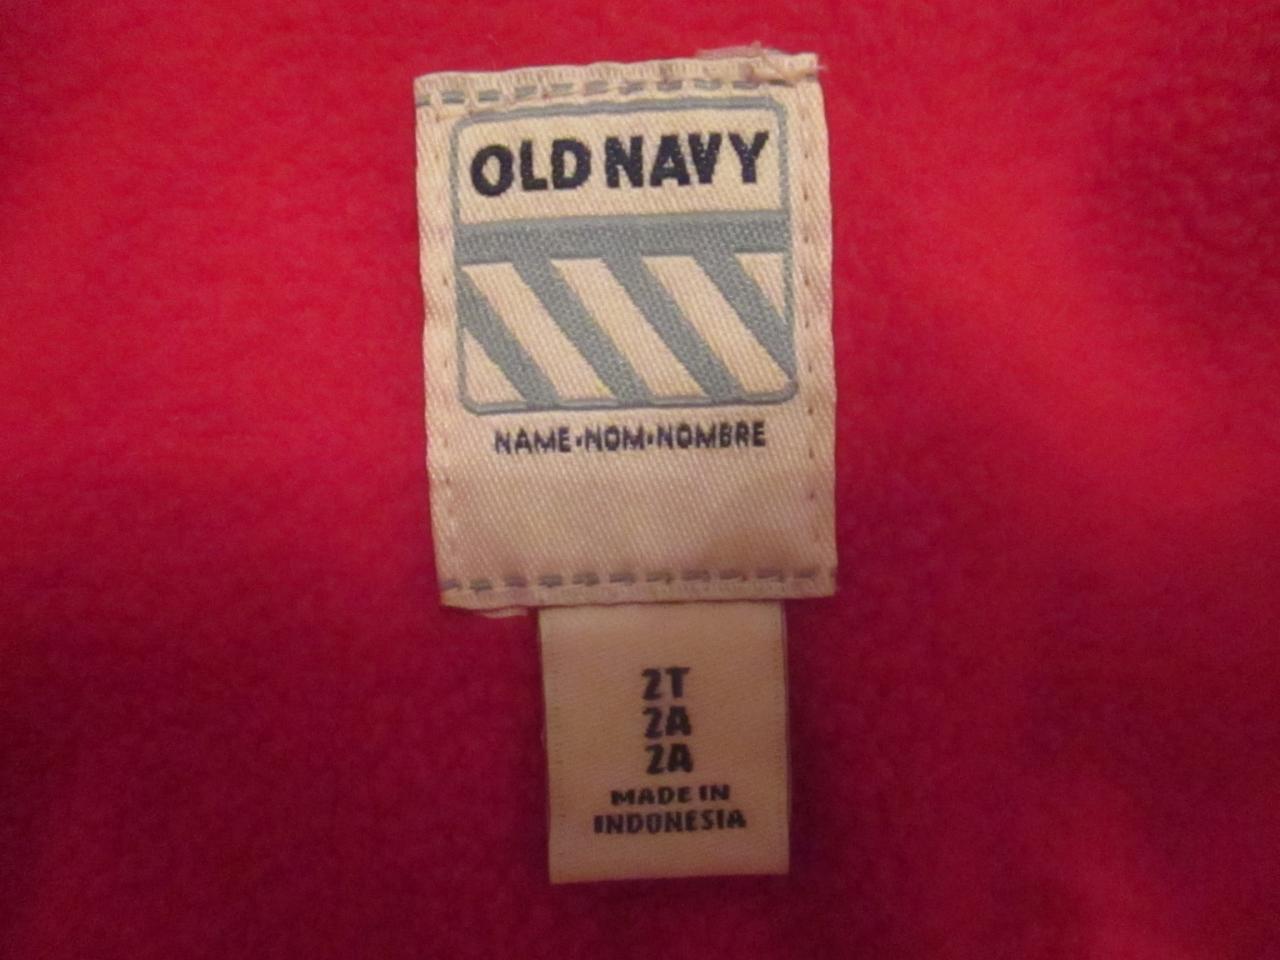 OLD NAVY
NAME•NOM•NOMBRE
2T
2A
2A
MADE IN
INDONESIA